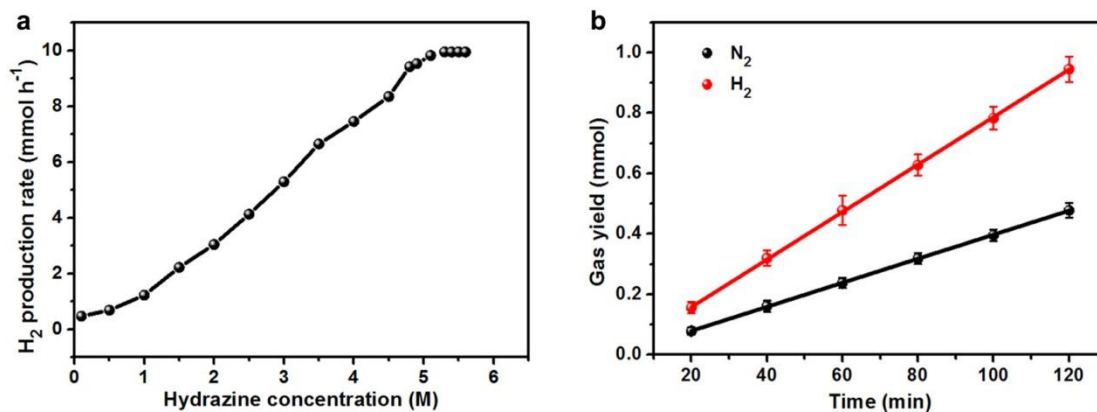 a
H₂ production rate (mmol h⁻¹)
10
8
6
4
2
0
0 1 2 3 4 5 6
Hydrazine concentration (M)
b
Gas yield (mmol)
1.0
0.8
0.6
0.4
0.2
0.0
N₂
H₂
20 40 60 80 100 120
Time (min)